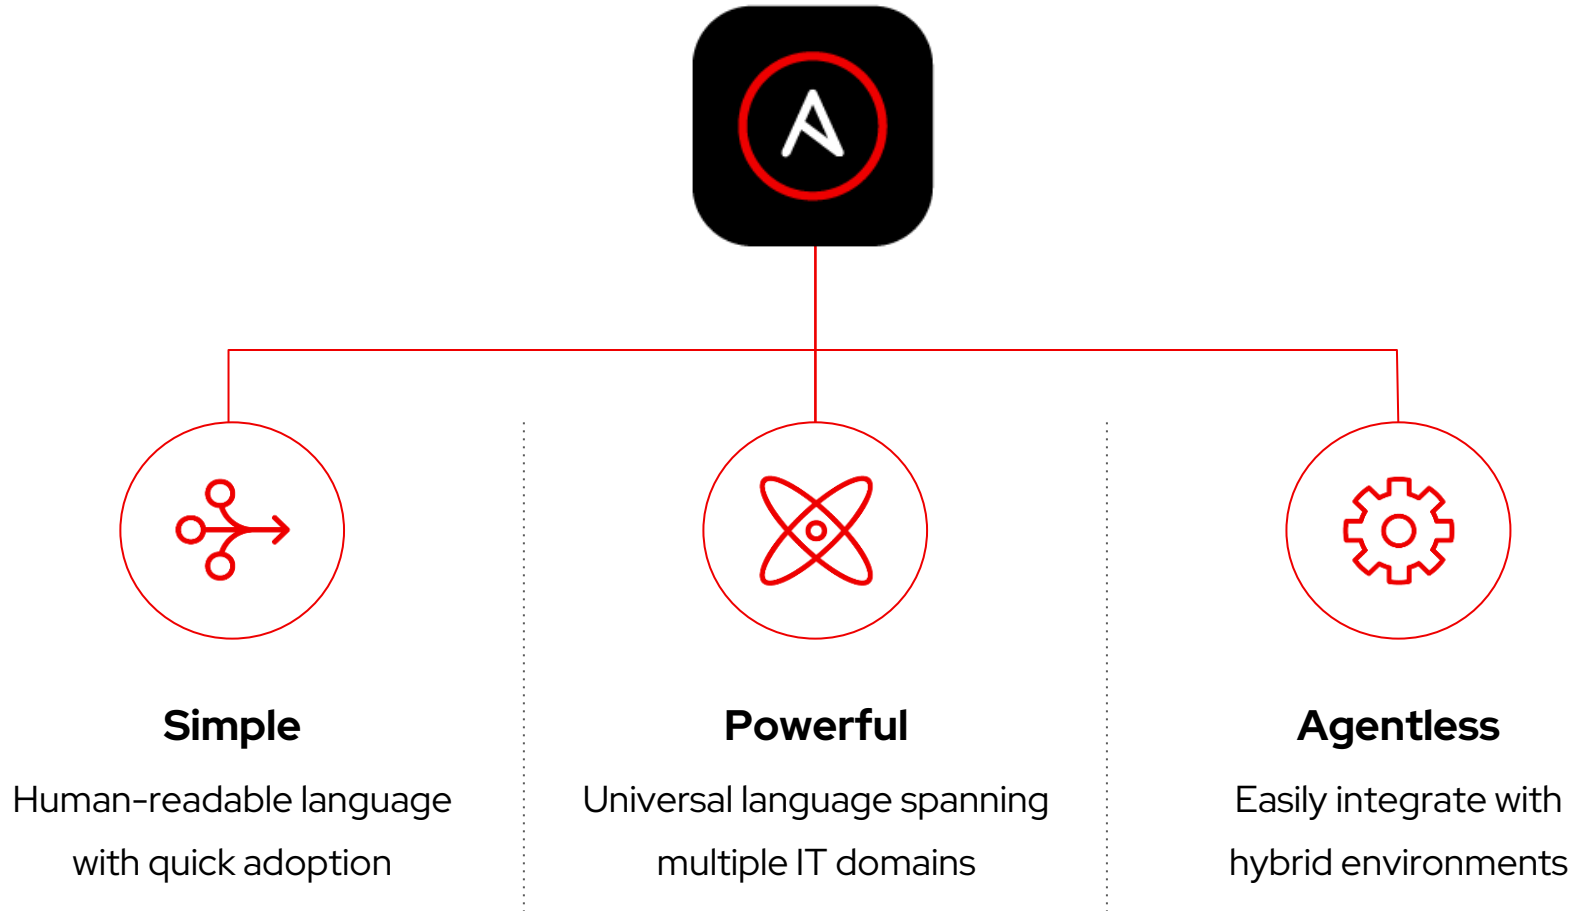 Simple
Human-readable language
with quick adoption
Powerful
Universal language spanning
multiple IT domains
Agentless
Easily integrate with
hybrid environments